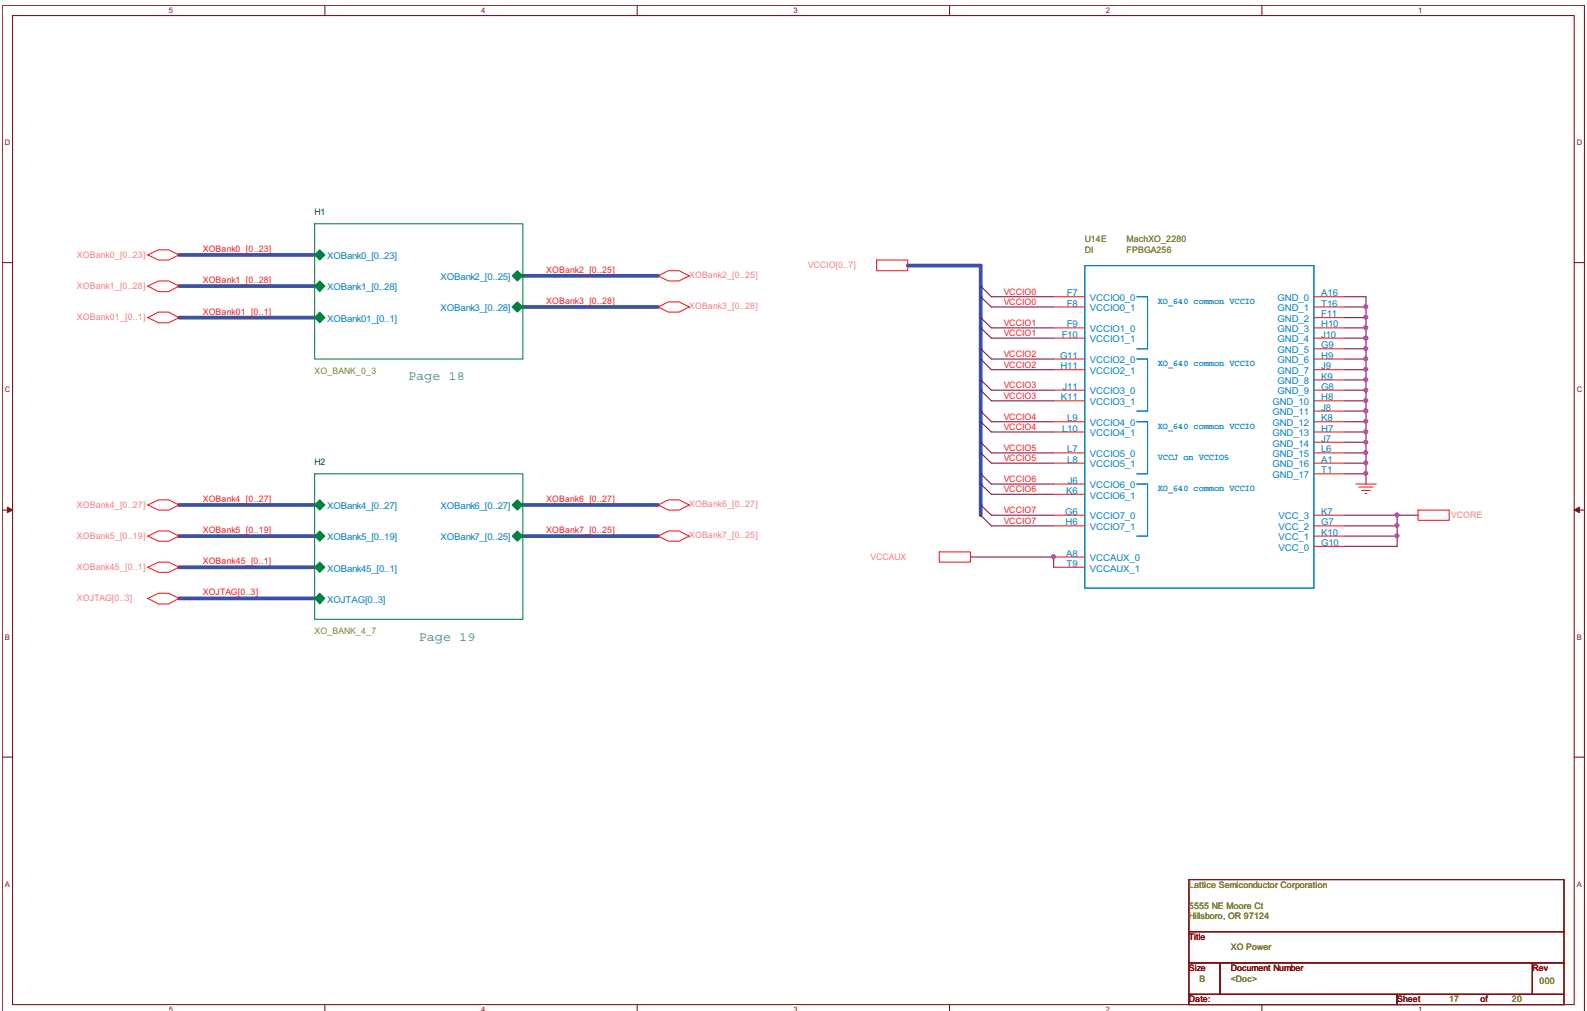 5 4 3 2 1
D D
C C
B B
A A
H1
XOBank0_[0..23] XOBank0_[0..23] XOBank0_[0..23]
XOBank2_[0..25] XOBank2_[0..25] XOBank2_[0..25]
XOBank1_[0..28] XOBank1_[0..28] XOBank1_[0..28]
XOBank3_[0..28] XOBank3_[0..28] XOBank3_[0..28]
XOBank01_[0..1] XOBank01_[0..1] XOBank01_[0..1]
XO_BANK_0_3
Page 18
H2
XOBank4_[0..27] XOBank4_[0..27] XOBank4_[0..27] XOBank6_[0..27] XOBank6_[0..27] XOBank6_[0..27]
XOBank5_[0..19] XOBank5_[0..19] XOBank5_[0..19] XOBank7_[0..25] XOBank7_[0..25] XOBank7_[0..25]
XOBank45_[0..1] XOBank45_[0..1] XOBank45_[0..1]
XOJTAG[0..3] XOJTAG[0..3] XOJTAG[0..3]
XO_BANK_4_7
Page 19
U14E MachXO_2280
DI FPBGA256
VCCIO[0..7]
VCCIO0 F7 VCCIO0_0
VCCIO0 F8 VCCIO0_1
XO_640 common VCCIO
VCCIO1 F9 VCCIO1_0
VCCIO1 F10 VCCIO1_1
VCCIO2 G11 VCCIO2_0
VCCIO2 H11 VCCIO2_1
XO_640 common VCCIO
VCCIO3 J11 VCCIO3_0
VCCIO3 K11 VCCIO3_1
VCCIO4 L9 VCCIO4_0
VCCIO4 L10 VCCIO4_1
XO_640 common VCCIO
VCCIO5 L7 VCCIO5_0
VCCIO5 L8 VCCIO5_1
VCCJ on VCCIO5
VCCIO6 J6 VCCIO6_0
VCCIO6 K6 VCCIO6_1
XO_640 common VCCIO
VCCIO7 G6 VCCIO7_0
VCCIO7 H6 VCCIO7_1
VCCAUX
A8 VCCAUX_0
T9 VCCAUX_1
GND_0 A16
GND_1 T16
GND_2 F11
GND_3 H10
GND_4 J10
GND_5 G9
GND_6 H9
GND_7 J9
GND_8 K9
GND_9 G8
GND_10 H8
GND_11 J8
GND_12 K8
GND_13 H7
GND_14 J7
GND_15 L6
GND_16 A1
GND_17 T1
VCC_3 K7
VCC_2 G7
VCC_1 K10
VCC_0 G10
VCORE
Lattice Semiconductor Corporation
5555 NE Moore Ct
Hillsboro, OR 97124
Title
XO Power
Size Document Number Rev
B <Doc> 000
Date: Sheet 17 of 20
5 4 3 2 1